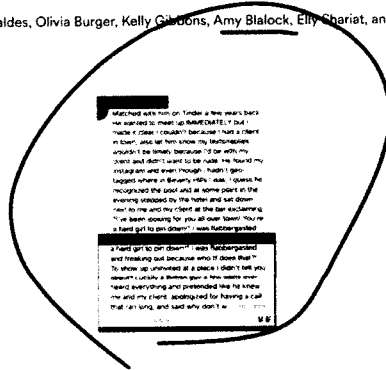 aldes, Olivia Burger, Kelly Gibbons, Amy Blalock, Elly Shariat, an
Matched with him on Tinder a few years back
He wanted to meet up IMMEDIATELY but I
made it clear I couldn't because I had a client
in town, also let him know my texts/replies
wouldn't be timely because I'd be with my
client and didn't want to be rude. He found my
instagram and even though I hadn't geo-
tagged where in Beverly Hills I was, I guess he
recognized the pool and at some point in the
evening stopped by the hotel and sat down
next to me and my client at the bar exclaiming
"I've been looking for you all over town! You're
a hard girl to pin down!" I was flabbergasted
a hard girl to pin down!" I was flabbergasted
and freaking out because who tf does that?!
To show up uninvited at a place I didn't tell you
about! Luckily a guy a few seats over
heard everything and pretended like he knew
me and my client, apologized for having a call
that ran long, and said why don't w